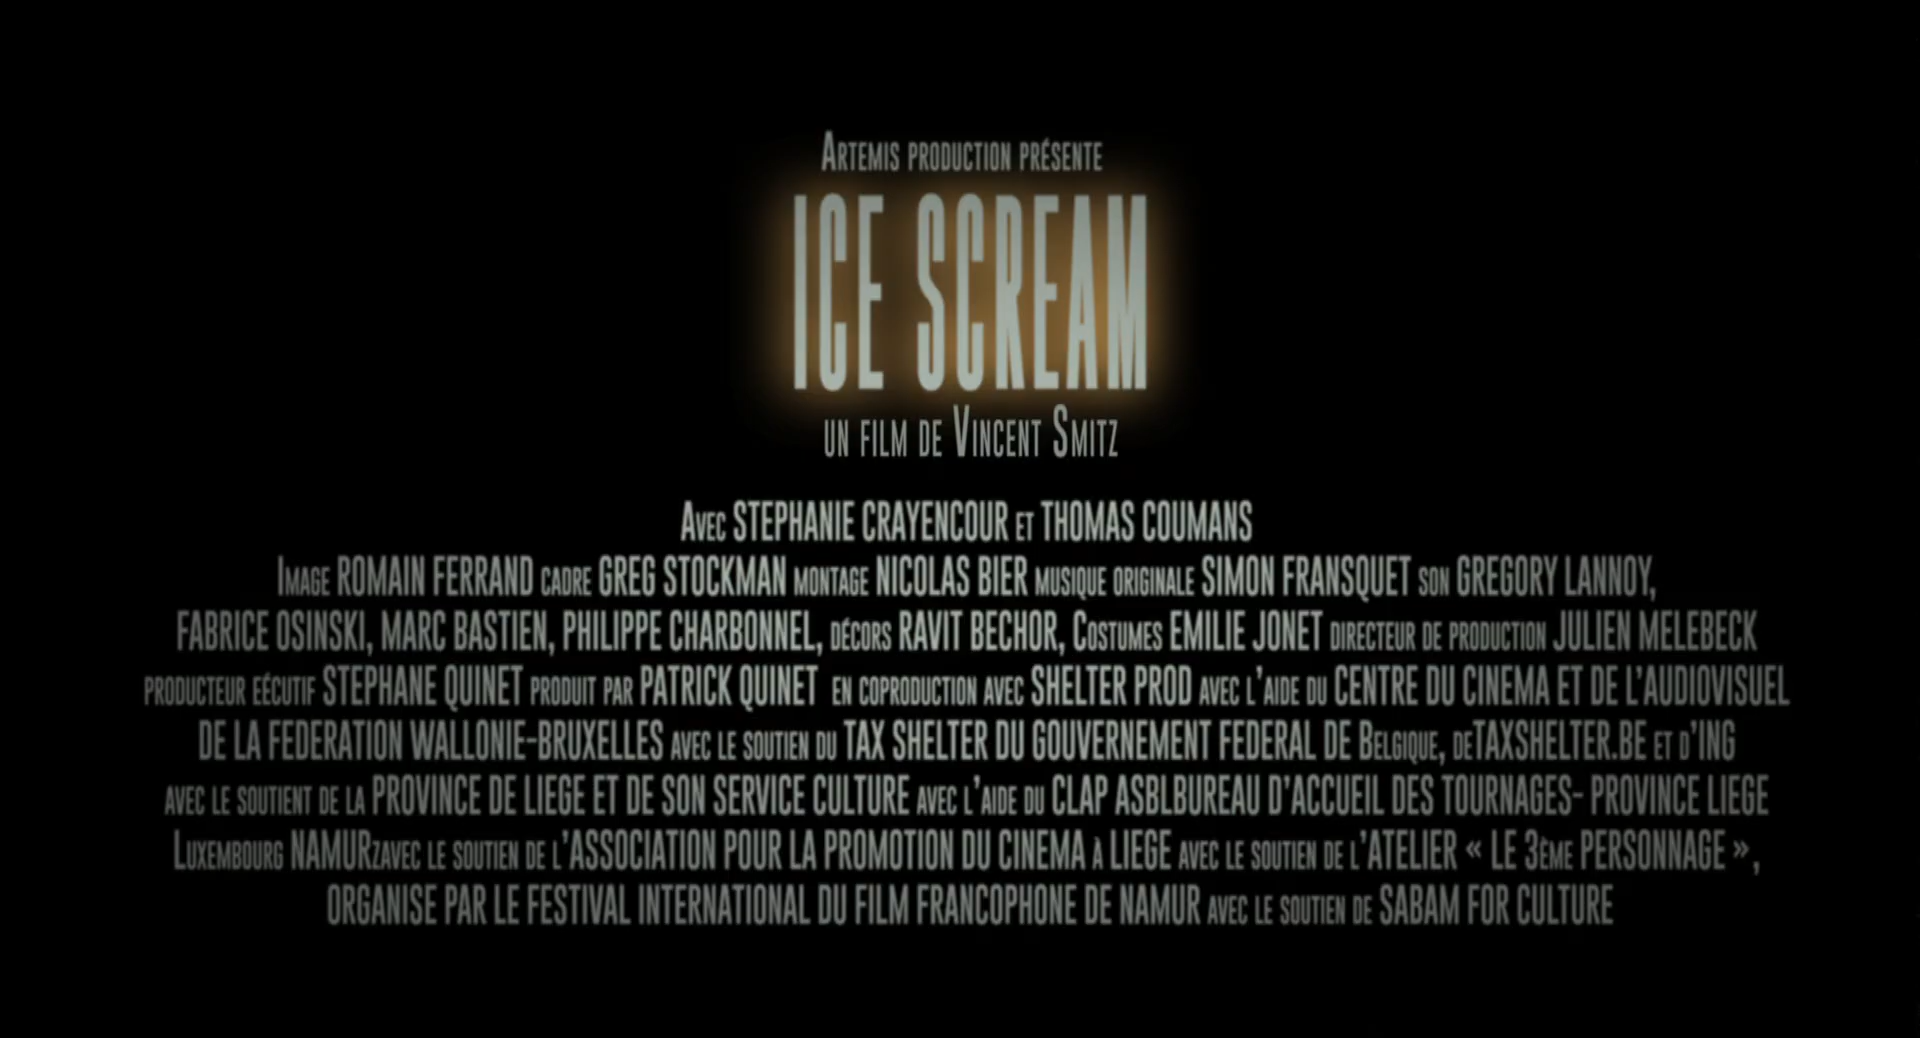 Artemis production présente
ICE SCREAM
un film de Vincent Smitz
Avec STEPHANIE CRAYENCOUR et THOMAS COUMANS
Image ROMAIN FERRAND cadre GREG STOCKMAN montage NICOLAS BIER musique originale SIMON FRANSQUET son GREGORY LANNOY,
FABRICE OSINSKI, MARC BASTIEN, PHILIPPE CHARBONNEL, décors RAVIT BECHOR, Costumes EMILIE JONET directeur de production JULIEN MELEBECK
producteur eécutif STEPHANE QUINET produit par PATRICK QUINET en coproduction avec SHELTER PROD avec l'aide du CENTRE DU CINEMA ET DE L'AUDIOVISUEL
DE LA FEDERATION WALLONIE-BRUXELLES avec le soutien du TAX SHELTER DU GOUVERNEMENT FEDERAL DE Belgique, deTAXSHELTER.BE et d'ING
avec le soutient de la PROVINCE DE LIEGE ET DE SON SERVICE CULTURE avec l'aide du CLAP ASBLBUREAU D'ACCUEIL DES TOURNAGES- PROVINCE LIEGE
Luxembourg NAMURzavec le soutien de l'ASSOCIATION POUR LA PROMOTION DU CINEMA à LIEGE avec le soutien de l'ATELIER « LE 3ème PERSONNAGE »,
ORGANISE PAR LE FESTIVAL INTERNATIONAL DU FILM FRANCOPHONE DE NAMUR avec le soutien de SABAM FOR CULTURE